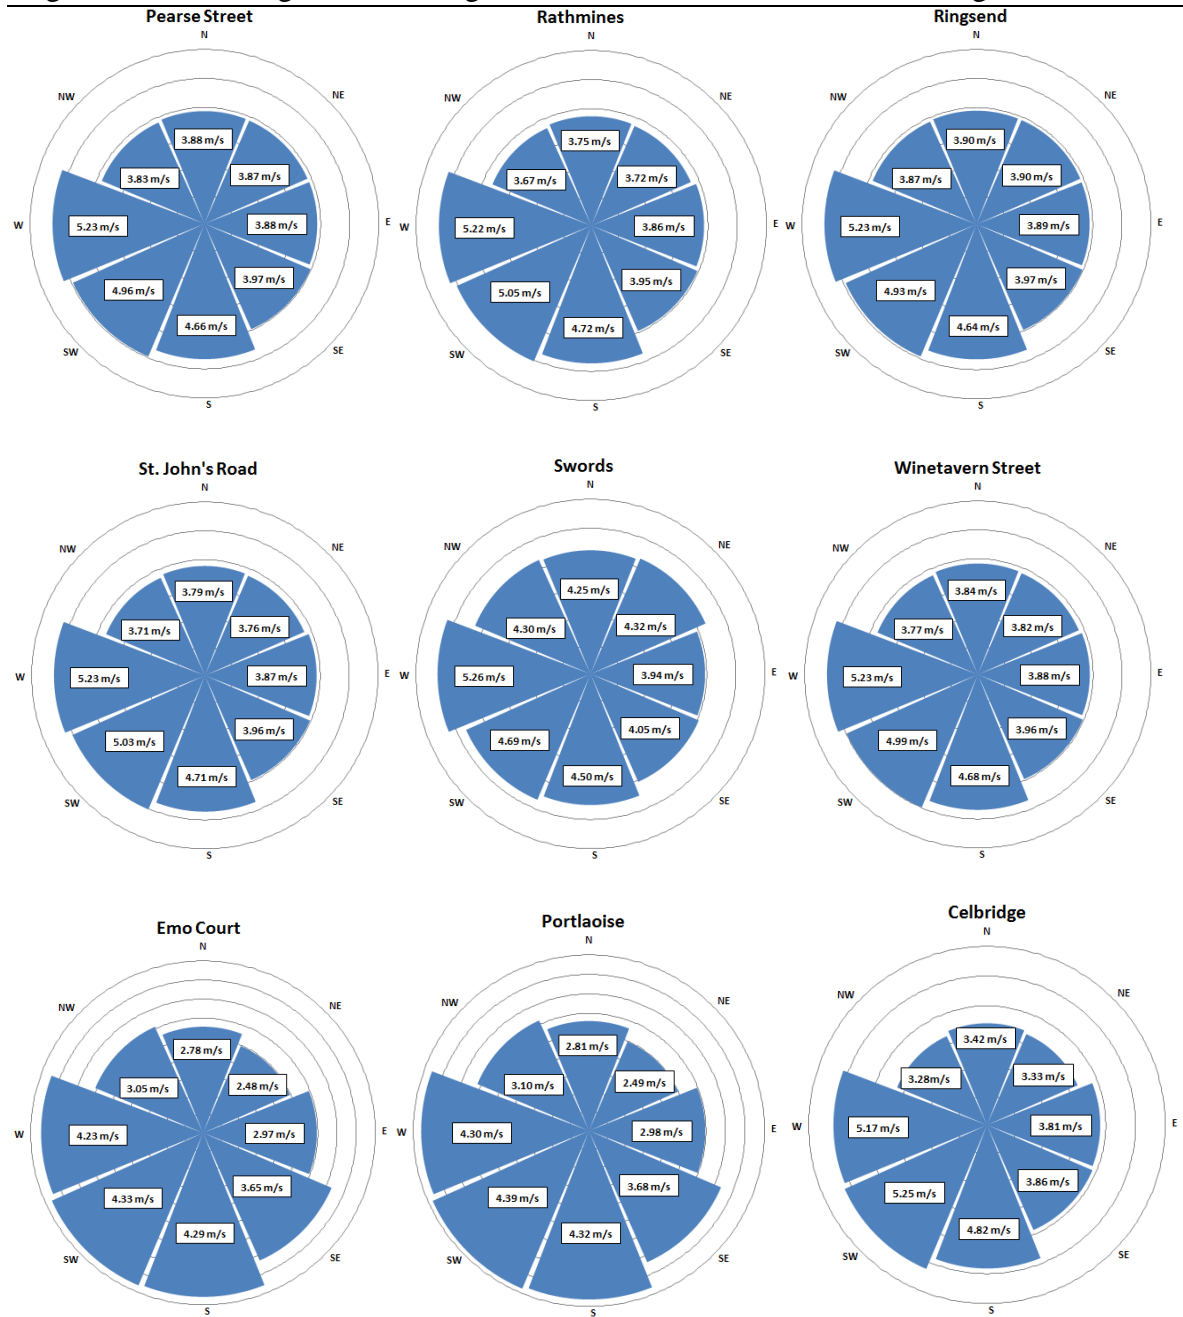 Pearse Street
N
NW
NE
3.88 m/s
3.83 m/s
3.87 m/s
W
5.23 m/s
3.88 m/s
E
4.96 m/s
3.97 m/s
4.66 m/s
SW
SE
S
Rathmines
N
NW
NE
3.75 m/s
3.67 m/s
3.72 m/s
W
5.22 m/s
3.86 m/s
E
5.05 m/s
3.95 m/s
4.72 m/s
SW
SE
S
Ringsend
N
NW
NE
3.90 m/s
3.87 m/s
3.90 m/s
W
5.23 m/s
3.89 m/s
E
4.93 m/s
3.97 m/s
4.64 m/s
SW
SE
S
St. John's Road
N
NW
NE
3.79 m/s
3.71 m/s
3.76 m/s
W
5.23 m/s
3.87 m/s
E
5.03 m/s
3.96 m/s
4.71 m/s
SW
SE
S
Swords
N
NW
NE
4.25 m/s
4.30 m/s
4.32 m/s
W
5.26 m/s
3.94 m/s
E
4.69 m/s
4.05 m/s
4.50 m/s
SW
SE
S
Winetavern Street
N
NW
NE
3.84 m/s
3.77 m/s
3.82 m/s
W
5.23 m/s
3.88 m/s
E
4.99 m/s
3.96 m/s
4.68 m/s
SW
SE
S
Emo Court
N
NW
NE
2.78 m/s
3.05 m/s
2.48 m/s
W
4.23 m/s
2.97 m/s
E
4.33 m/s
3.65 m/s
4.29 m/s
SW
SE
S
Portlaoise
N
NW
NE
2.81 m/s
3.10 m/s
2.49 m/s
W
4.30 m/s
2.98 m/s
E
4.39 m/s
3.68 m/s
4.32 m/s
SW
SE
S
Celbridge
N
NW
NE
3.42 m/s
3.28m/s
3.33 m/s
W
5.17 m/s
3.81 m/s
E
5.25 m/s
3.86 m/s
4.82 m/s
SW
SE
S